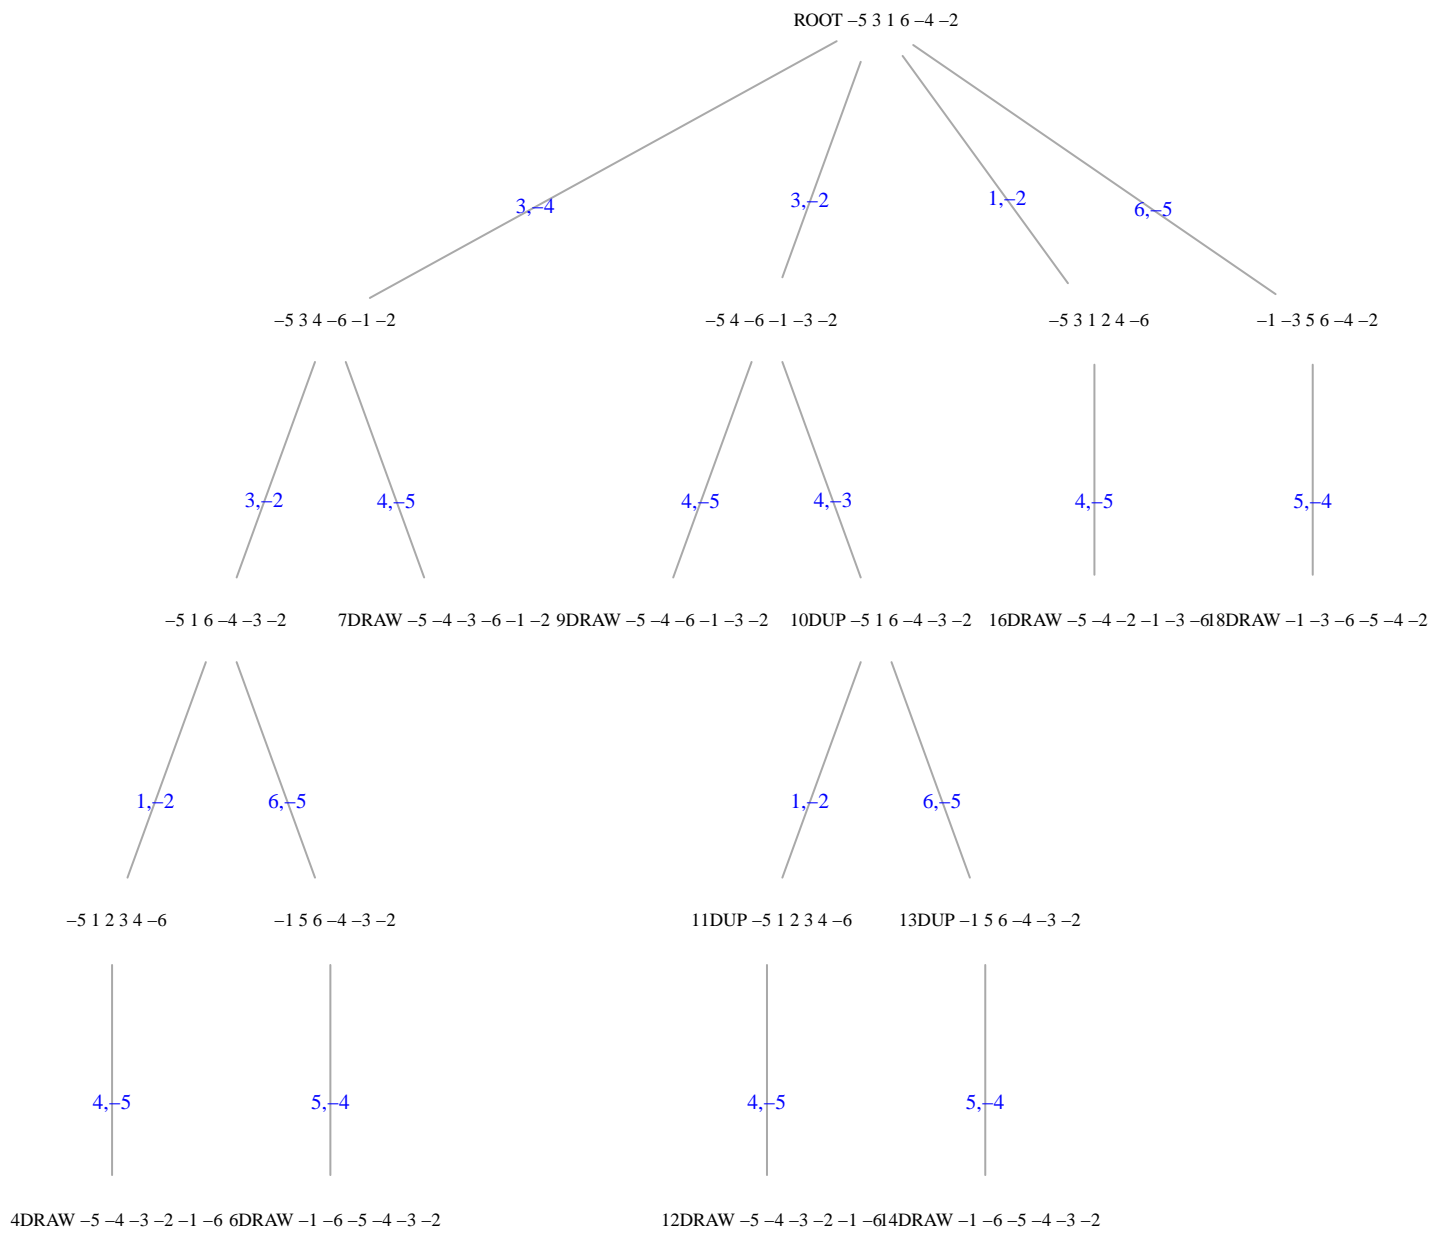 ROOT –5 3 1 6 –4 –2
3,–4
3,–2
1,–2
6,–5
–5 3 4 –6 –1 –2
–5 4 –6 –1 –3 –2
–5 3 1 2 4 –6
–1 –3 5 6 –4 –2
3,–2
4,–5
4,–5
4,–3
4,–5
5,–4
–5 1 6 –4 –3 –2
7DRAW –5 –4 –3 –6 –1 –2
9DRAW –5 –4 –6 –1 –3 –2
10DUP –5 1 6 –4 –3 –2
16DRAW –5 –4 –2 –1 –3 –6
18DRAW –1 –3 –6 –5 –4 –2
1,–2
6,–5
1,–2
6,–5
–5 1 2 3 4 –6
–1 5 6 –4 –3 –2
11DUP –5 1 2 3 4 –6
13DUP –1 5 6 –4 –3 –2
4,–5
5,–4
4,–5
5,–4
4DRAW –5 –4 –3 –2 –1 –6
6DRAW –1 –6 –5 –4 –3 –2
12DRAW –5 –4 –3 –2 –1 –6
14DRAW –1 –6 –5 –4 –3 –2